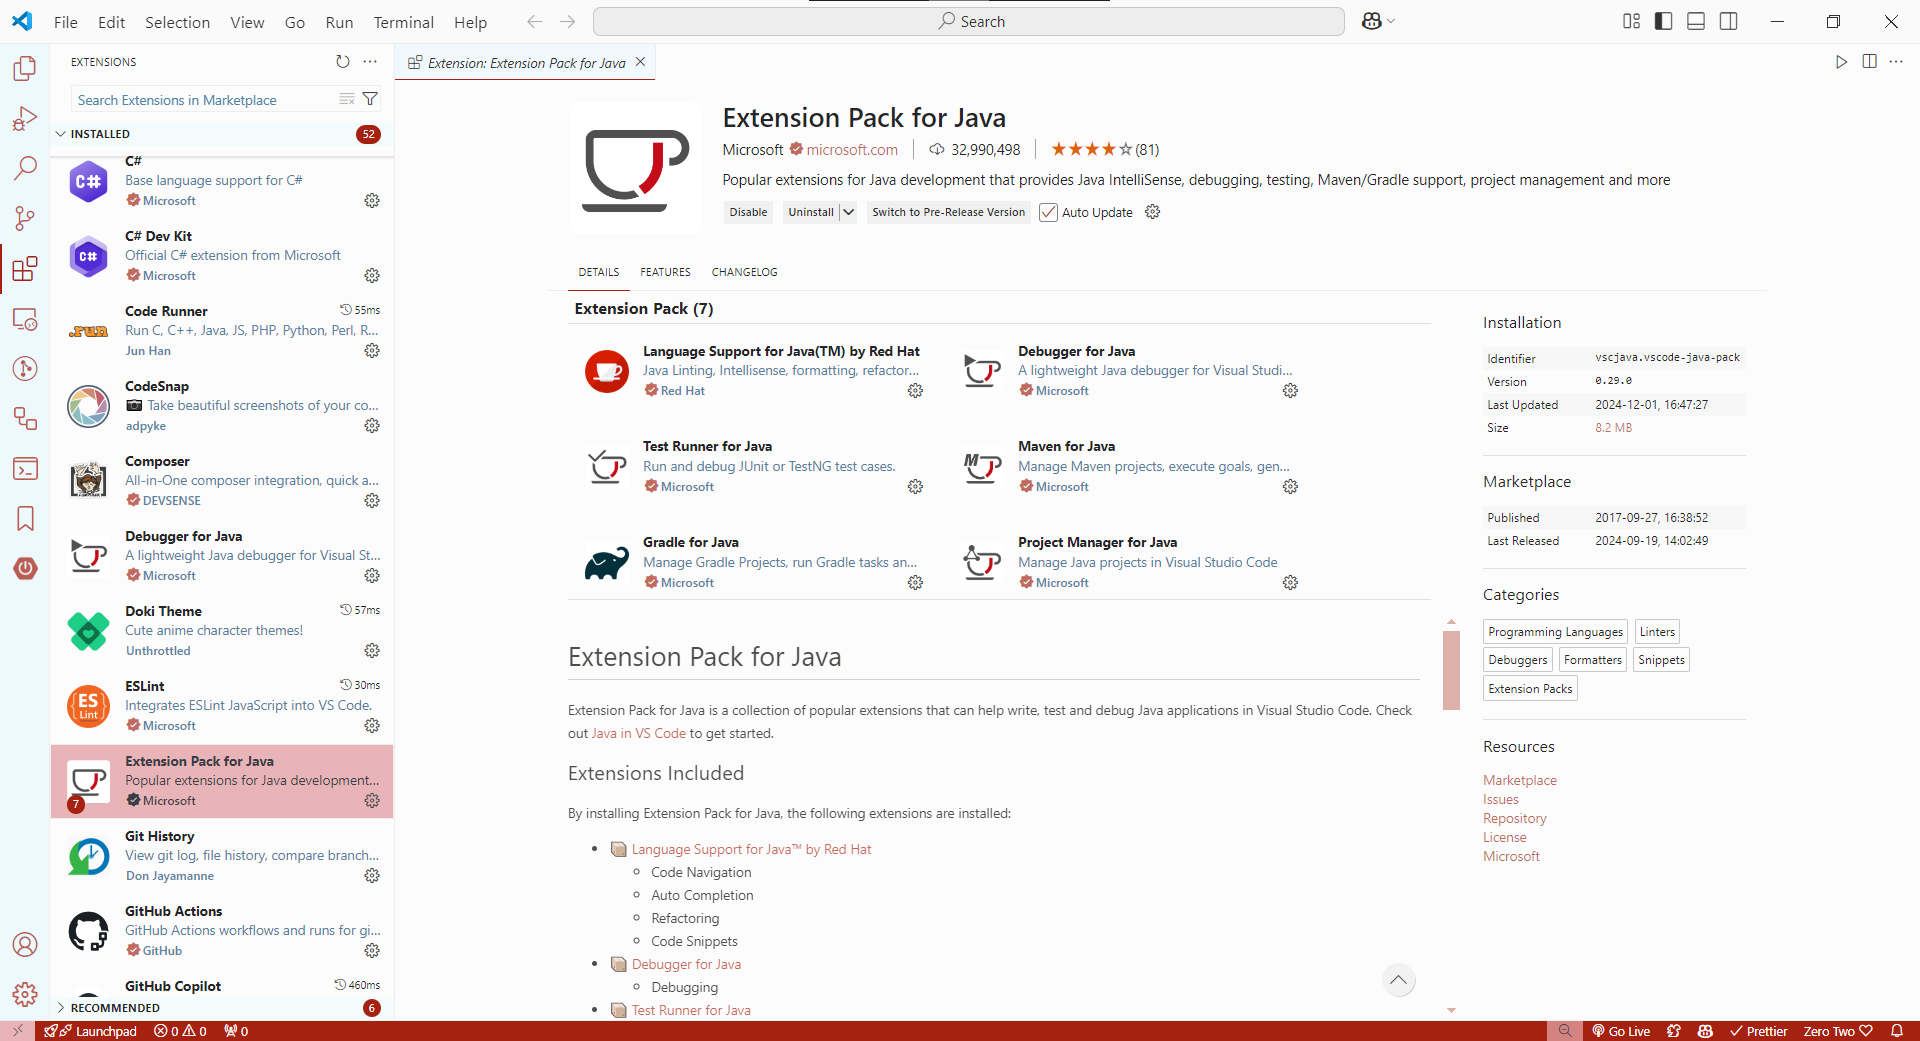 File Edit Selection View Go Run Terminal Help
Search
EXTENSIONS
Search Extensions in Marketplace
INSTALLED 52
C#
Base language support for C#
Microsoft
C# Dev Kit
Official C# extension from Microsoft
Microsoft
Code Runner 55ms
Run C, C++, Java, JS, PHP, Python, Perl, R...
Jun Han
CodeSnap
📷 Take beautiful screenshots of your co...
adpyke
Composer
All-in-One composer integration, quick a...
DEVSENSE
Debugger for Java
A lightweight Java debugger for Visual St...
Microsoft
Doki Theme 57ms
Cute anime character themes!
Unthrottled
ES
Lint
ESLint 30ms
Integrates ESLint JavaScript into VS Code.
Microsoft
Extension Pack for Java
Popular extensions for Java development...
7
Microsoft
Git History
View git log, file history, compare branch...
Don Jayamanne
GitHub Actions
GitHub Actions workflows and runs for gi...
GitHub
GitHub Copilot 460ms
RECOMMENDED 6
Extension: Extension Pack for Java
Extension Pack for Java
Microsoft microsoft.com 32,990,498 (81)
Popular extensions for Java development that provides Java IntelliSense, debugging, testing, Maven/Gradle support, project management and more
Disable Uninstall Switch to Pre-Release Version Auto Update
DETAILS FEATURES CHANGELOG
Extension Pack (7)
Language Support for Java(TM) by Red Hat
Java Linting, Intellisense, formatting, refactor...
Red Hat
Debugger for Java
A lightweight Java debugger for Visual Studi...
Microsoft
Test Runner for Java
Run and debug JUnit or TestNG test cases.
Microsoft
Maven for Java
Manage Maven projects, execute goals, gen...
Microsoft
Gradle for Java
Manage Gradle Projects, run Gradle tasks an...
Microsoft
Project Manager for Java
Manage Java projects in Visual Studio Code
Microsoft
Extension Pack for Java
Extension Pack for Java is a collection of popular extensions that can help write, test and debug Java applications in Visual Studio Code. Check
out Java in VS Code to get started.
Extensions Included
By installing Extension Pack for Java, the following extensions are installed:
Language Support for Java™ by Red Hat
Code Navigation
Auto Completion
Refactoring
Code Snippets
Debugger for Java
Debugging
Test Runner for Java
Installation
Identifier vscjava.vscode-java-pack
Version 0.29.0
Last Updated 2024-12-01, 16:47:27
Size 8.2 MB
Marketplace
Published 2017-09-27, 16:38:52
Last Released 2024-09-19, 14:02:49
Categories
Programming Languages Linters
Debuggers Formatters Snippets
Extension Packs
Resources
Marketplace
Issues
Repository
License
Microsoft
Launchpad 0 0 0 Go Live Prettier Zero Two